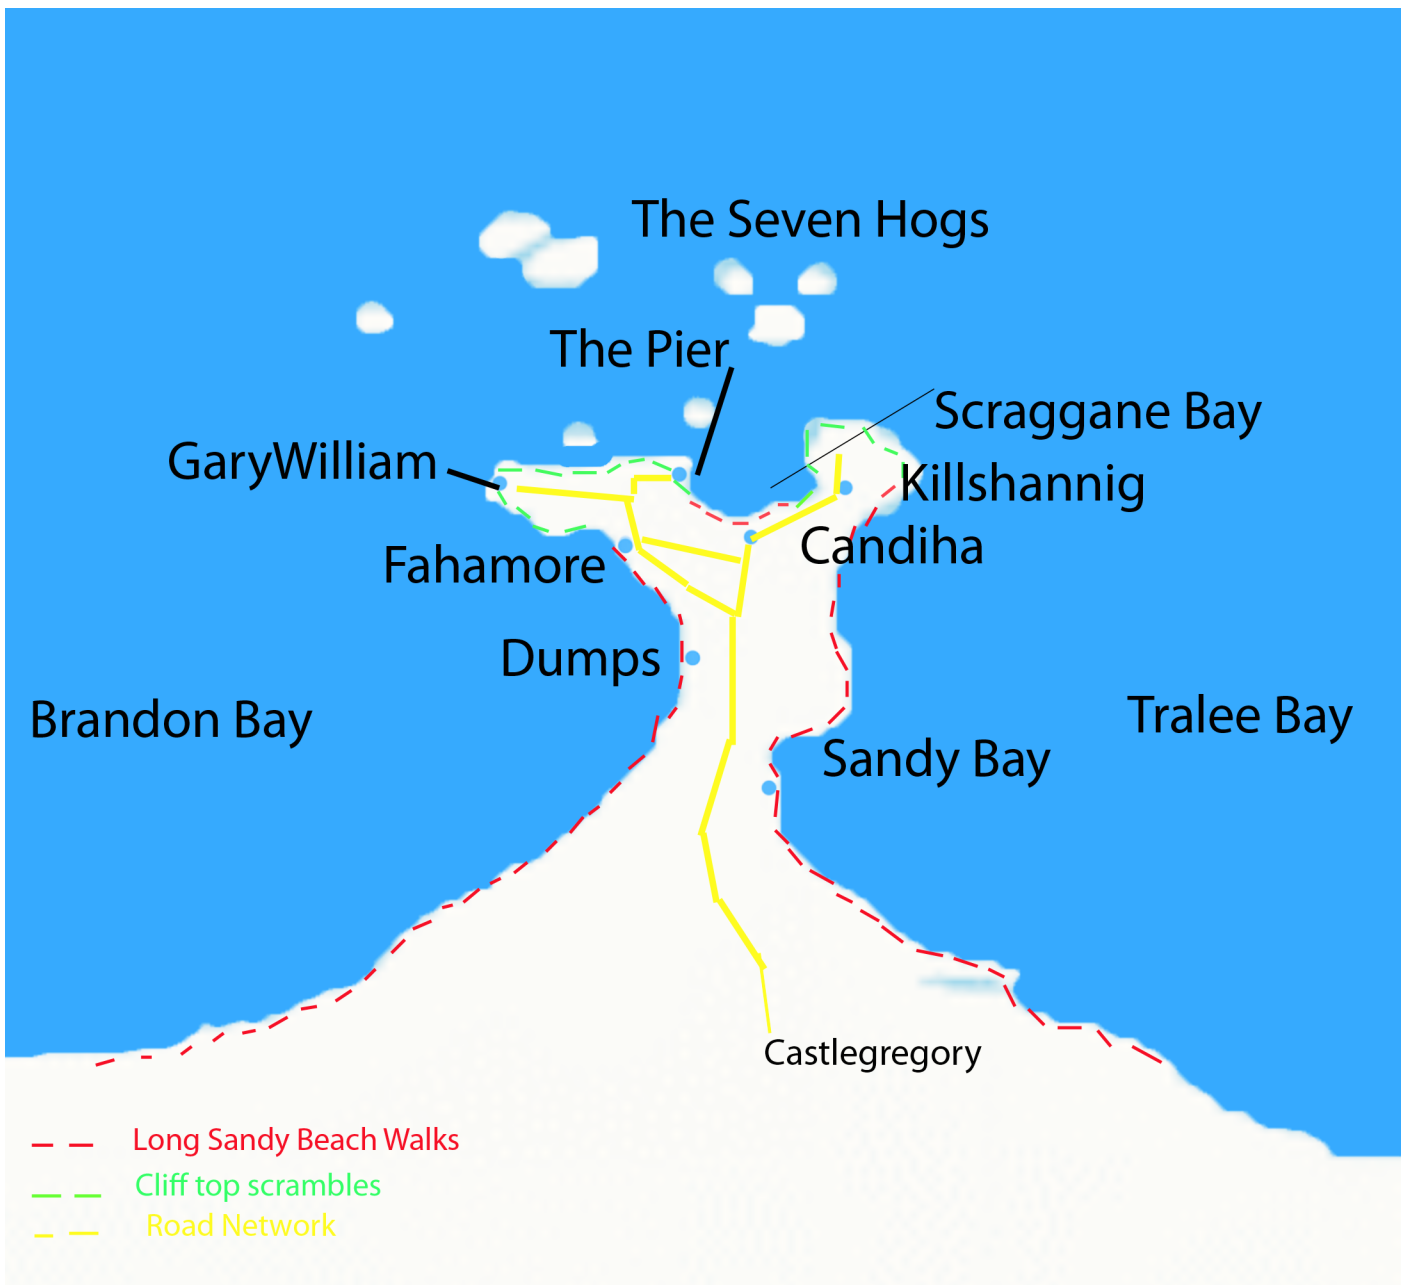 The Seven Hogs
The Pier
Scraggane Bay
GaryWilliam
Killshannig
Candiha
Fahamore
Dumps
Brandon Bay
Tralee Bay
Sandy Bay
Castlegregory
Long Sandy Beach Walks
Cliff top scrambles
Road Network